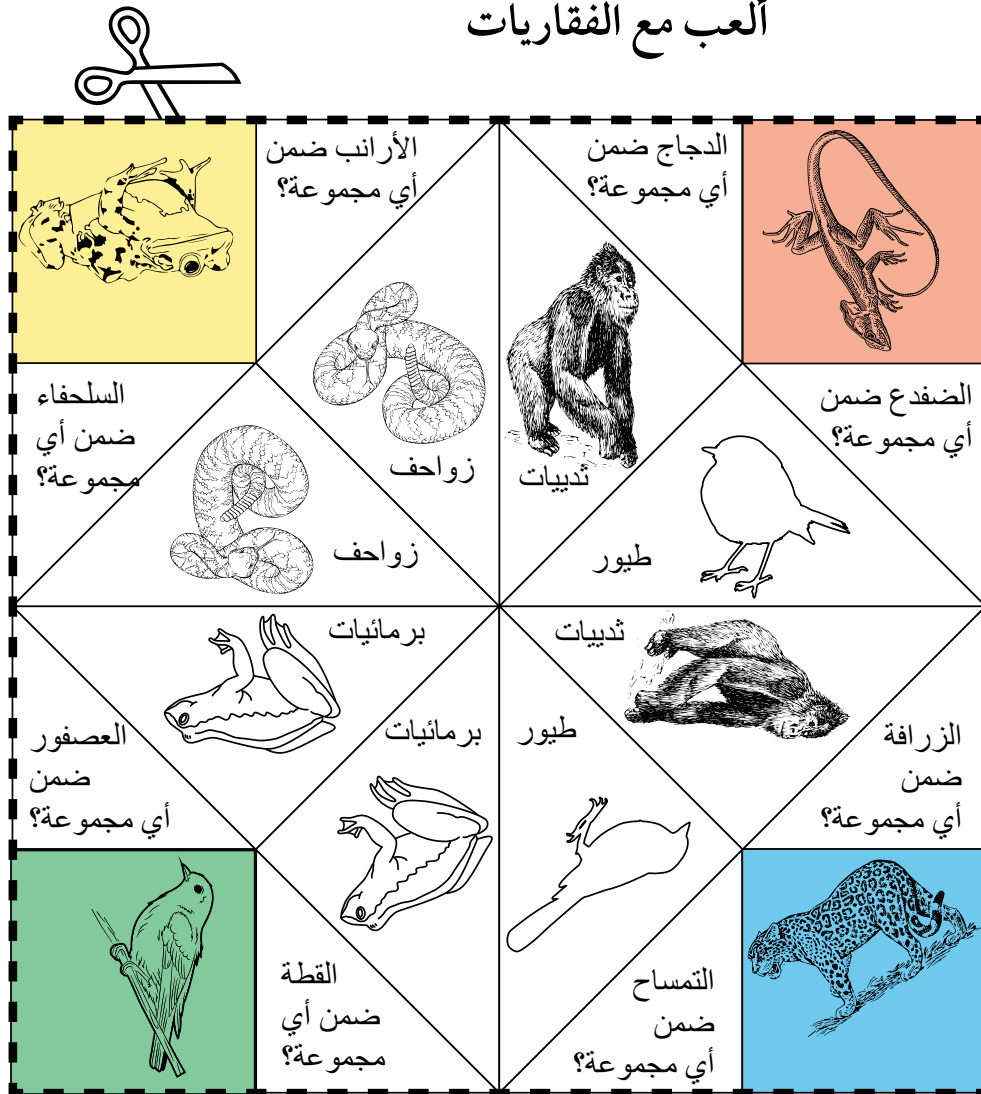 ألعب مع الفقاريات
الدجاج ضمن
أي مجموعة؟
الأرانب ضمن
أي مجموعة؟
الضفدع ضمن
أي مجموعة؟
السلحفاء
ضمن أي
مجموعة؟
ثدييات
زواحف
طيور
زواحف
ثدييات
برمائيات
طيور
برمائيات
الزرافة
ضمن
أي مجموعة؟
العصفور
ضمن
أي مجموعة؟
التمساح
ضمن
أي مجموعة؟
القطة
ضمن أي
مجموعة؟